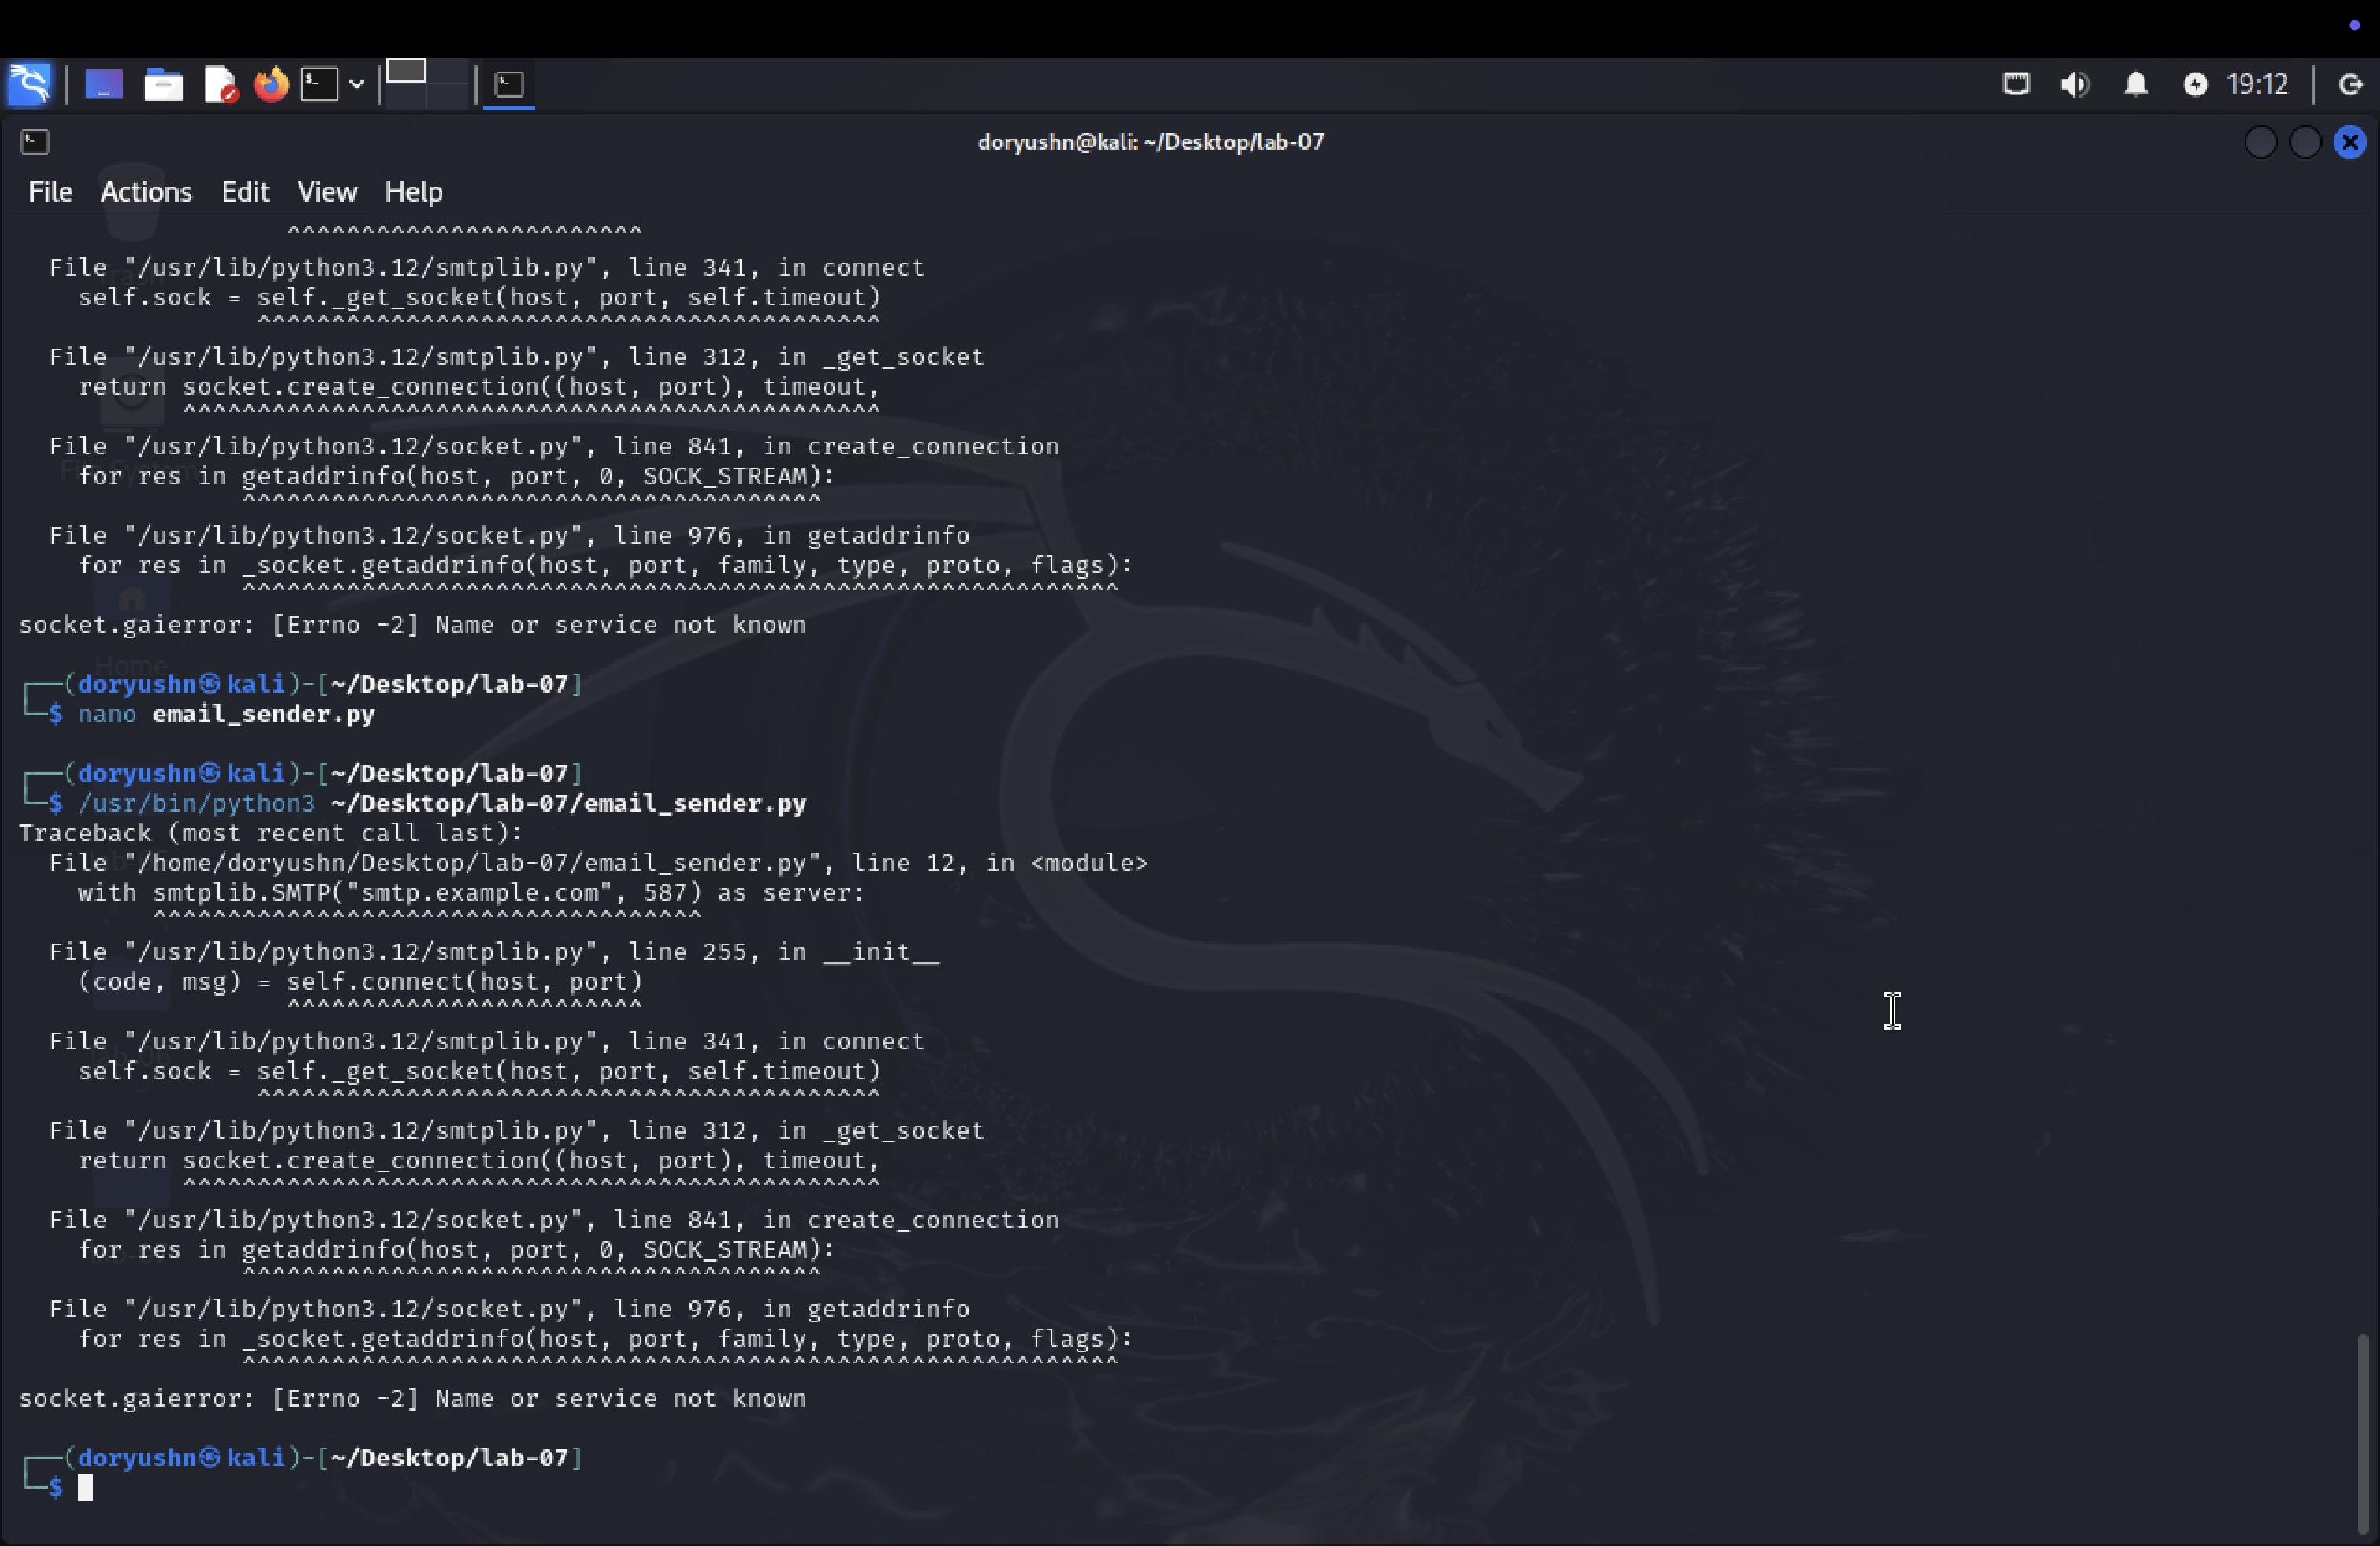 19:12
doryushn@kali: ~/Desktop/lab-07
File Actions Edit View Help
^^^^^^^^^^^^^^^^^^^^^^^^
File "/usr/lib/python3.12/smtplib.py", line 341, in connect
self.sock = self._get_socket(host, port, self.timeout)
^^^^^^^^^^^^^^^^^^^^^^^^^^^^^^^^^^^^^^^^^^
File "/usr/lib/python3.12/smtplib.py", line 312, in _get_socket
return socket.create_connection((host, port), timeout,
^^^^^^^^^^^^^^^^^^^^^^^^^^^^^^^^^^^^^^^^^^^^^^^
File "/usr/lib/python3.12/socket.py", line 841, in create_connection
for res in getaddrinfo(host, port, 0, SOCK_STREAM):
^^^^^^^^^^^^^^^^^^^^^^^^^^^^^^^^^^^^^^^
File "/usr/lib/python3.12/socket.py", line 976, in getaddrinfo
for res in _socket.getaddrinfo(host, port, family, type, proto, flags):
^^^^^^^^^^^^^^^^^^^^^^^^^^^^^^^^^^^^^^^^^^^^^^^^^^^^^^^^^^^
socket.gaierror: [Errno -2] Name or service not known
Home
┌──(doryushn㉿kali)-[~/Desktop/lab-07]
└─$ nano email_sender.py
┌──(doryushn㉿kali)-[~/Desktop/lab-07]
└─$ /usr/bin/python3 ~/Desktop/lab-07/email_sender.py
Traceback (most recent call last):
File "/home/doryushn/Desktop/lab-07/email_sender.py", line 12, in <module>
with smtplib.SMTP("smtp.example.com", 587) as server:
^^^^^^^^^^^^^^^^^^^^^^^^^^^^^^^^^^^^^
File "/usr/lib/python3.12/smtplib.py", line 255, in __init__
(code, msg) = self.connect(host, port)
^^^^^^^^^^^^^^^^^^^^^^^^
File "/usr/lib/python3.12/smtplib.py", line 341, in connect
self.sock = self._get_socket(host, port, self.timeout)
^^^^^^^^^^^^^^^^^^^^^^^^^^^^^^^^^^^^^^^^^^
File "/usr/lib/python3.12/smtplib.py", line 312, in _get_socket
return socket.create_connection((host, port), timeout,
^^^^^^^^^^^^^^^^^^^^^^^^^^^^^^^^^^^^^^^^^^^^^^^
File "/usr/lib/python3.12/socket.py", line 841, in create_connection
for res in getaddrinfo(host, port, 0, SOCK_STREAM):
^^^^^^^^^^^^^^^^^^^^^^^^^^^^^^^^^^^^^^^
File "/usr/lib/python3.12/socket.py", line 976, in getaddrinfo
for res in _socket.getaddrinfo(host, port, family, type, proto, flags):
^^^^^^^^^^^^^^^^^^^^^^^^^^^^^^^^^^^^^^^^^^^^^^^^^^^^^^^^^^^
socket.gaierror: [Errno -2] Name or service not known
┌──(doryushn㉿kali)-[~/Desktop/lab-07]
└─$